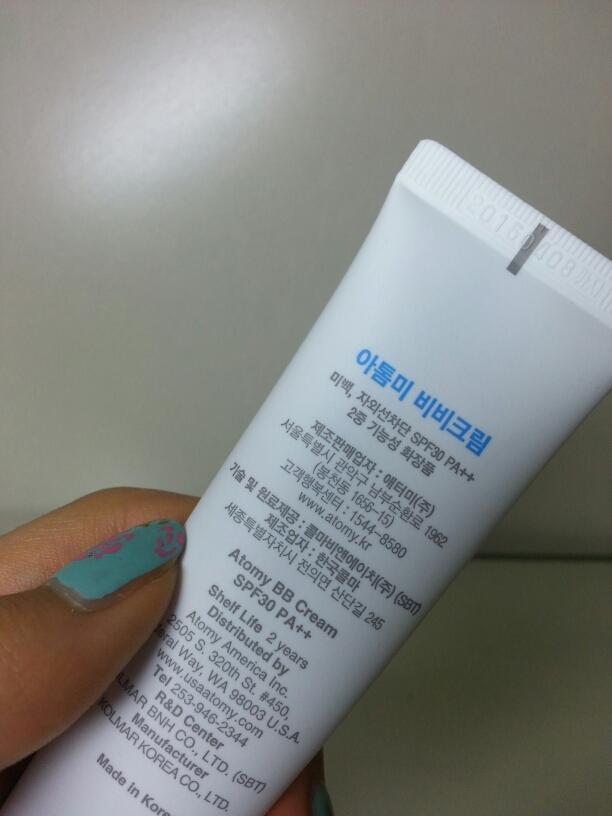 20160408
아톰미 비비크림
미백, 자외선차단 SPF30 PA++
2중 기능성 화장품
제조판매업자 : 애터미(주)
서울특별시 관악구 남부순환로 1962
(봉천동 1656-15)
고객행복센터 : 1544-8580
www.atomy.kr
기술 및 원료제공 : 콜마비앤에이치(주) (SBT)
제조업자 : 한국콜마
세종특별자치시 전의면 산단길 245
Atomy BB Cream
SPF30 PA++
Shelf Life 2 years
Distributed by
Atomy America Inc.
2505 S. 320th St. #450,
eral Way, WA 98003 U.S.A.
www.usaatomy.com
Tel 253-946-2344
R&D Center
OLMAR BNH CO., LTD. (SBT)
Manufacturer
KOLMAR KOREA CO., LTD.
Made in Kore